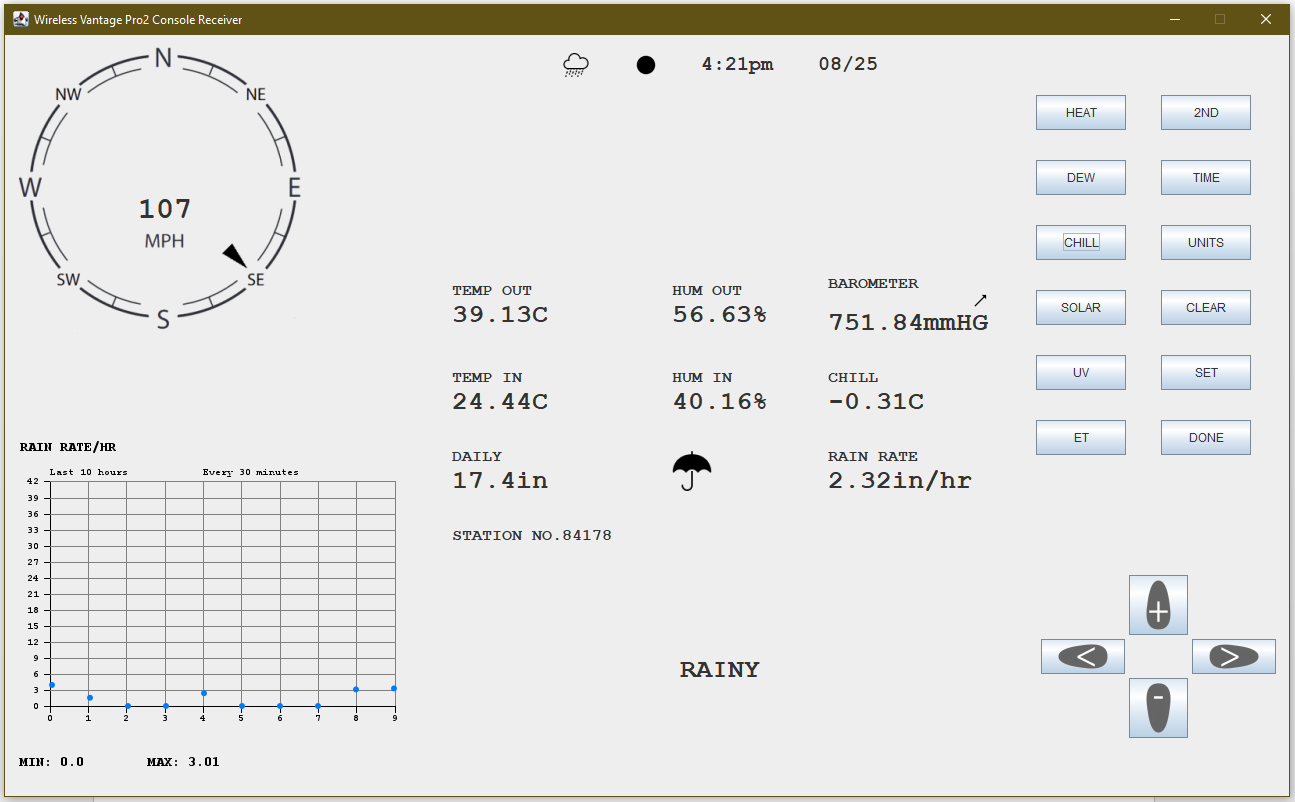 Wireless Vantage Pro2 Console Receiver
4:21pm 08/25
N
NW NE
W E
107
MPH
SW SE
S
HEAT 2ND
DEW TIME
CHILL UNITS
SOLAR CLEAR
UV SET
ET DONE
TEMP OUT HUM OUT BAROMETER
39.13C 56.63% 751.84mmHG
TEMP IN HUM IN CHILL
24.44C 40.16% -0.31C
DAILY RAIN RATE
17.4in 2.32in/hr
STATION NO.84178
RAIN RATE/HR
Last 10 hours Every 30 minutes
42
39
36
33
30
27
24
21
18
15
12
9
6
3
0
0 1 2 3 4 5 6 7 8 9
MIN: 0.0 MAX: 3.01
RAINY
+
< >
-